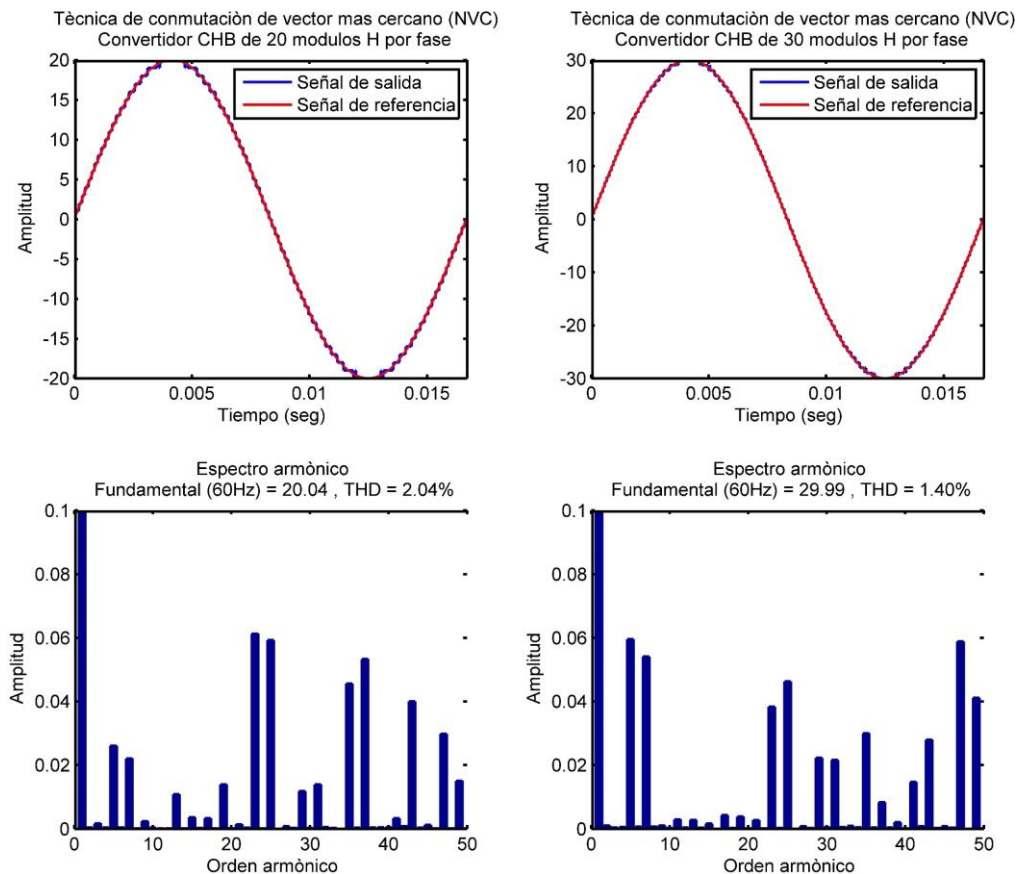 Tècnica de conmutaciòn de vector mas cercano (NVC)
Convertidor CHB de 20 modulos H por fase
20
15
10
5
0
-5
-10
-15
-20
Amplitud
Señal de salida
Señal de referencia
0
0.005
0.01
0.015
Tiempo (seg)
Tècnica de conmutaciòn de vector mas cercano (NVC)
Convertidor CHB de 30 modulos H por fase
30
20
10
0
-10
-20
-30
Amplitud
Señal de salida
Señal de referencia
0
0.005
0.01
0.015
Tiempo (seg)
Espectro armònico
Fundamental (60Hz) = 20.04 , THD = 2.04%
0.1
0.08
0.06
0.04
0.02
0
Amplitud
0
10
20
30
40
50
Orden armònico
Espectro armònico
Fundamental (60Hz) = 29.99 , THD = 1.40%
0.1
0.08
0.06
0.04
0.02
0
Amplitud
0
10
20
30
40
50
Orden armònico